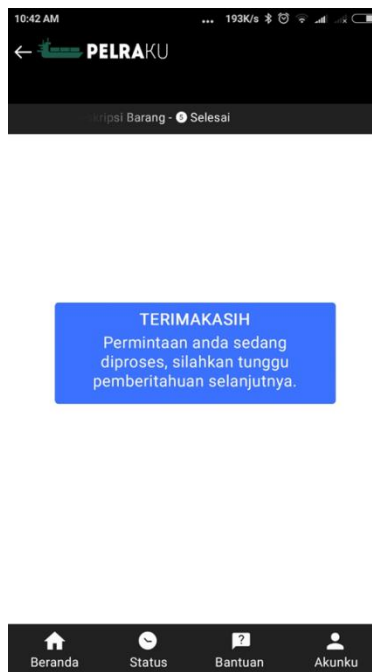 10:42 AM ... 193K/s
PELRAKU
kripsi Barang - 5 Selesai
TERIMAKASIH
Permintaan anda sedang
diproses, silahkan tunggu
pemberitahuan selanjutnya.
?
Beranda Status Bantuan Akunku